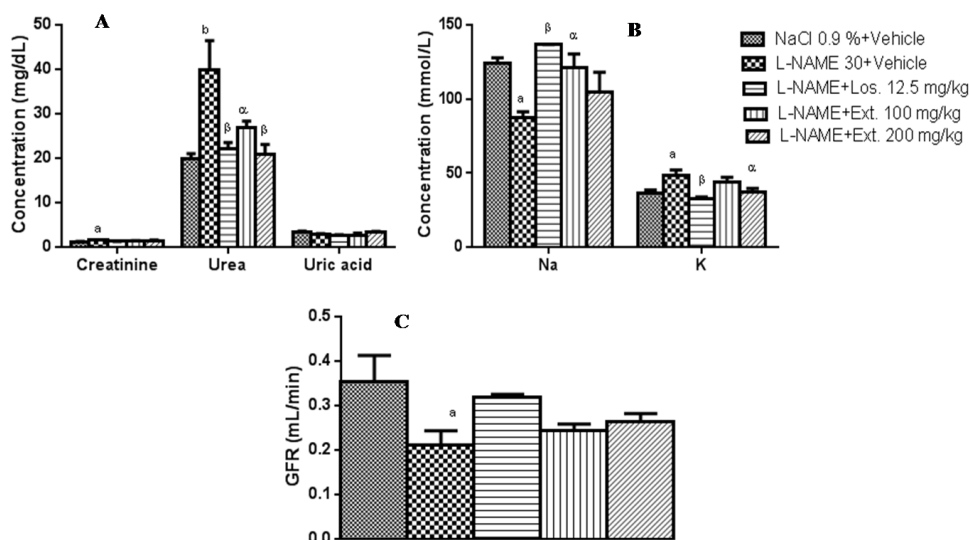 A
Concentration (mg/dL)
50
40
30
20
10
0
b
a
β
α
β
Creatinine
Urea
Uric acid
B
Concentration (mmol/L)
150
100
50
0
β
α
a
a
β
α
Na
K
NaCl 0.9 %+Vehicle
L-NAME 30+Vehicle
L-NAME+Los. 12.5 mg/kg
L-NAME+Ext. 100 mg/kg
L-NAME+Ext. 200 mg/kg
C
GFR (mL/min)
0.5
0.4
0.3
0.2
0.1
0.0
a